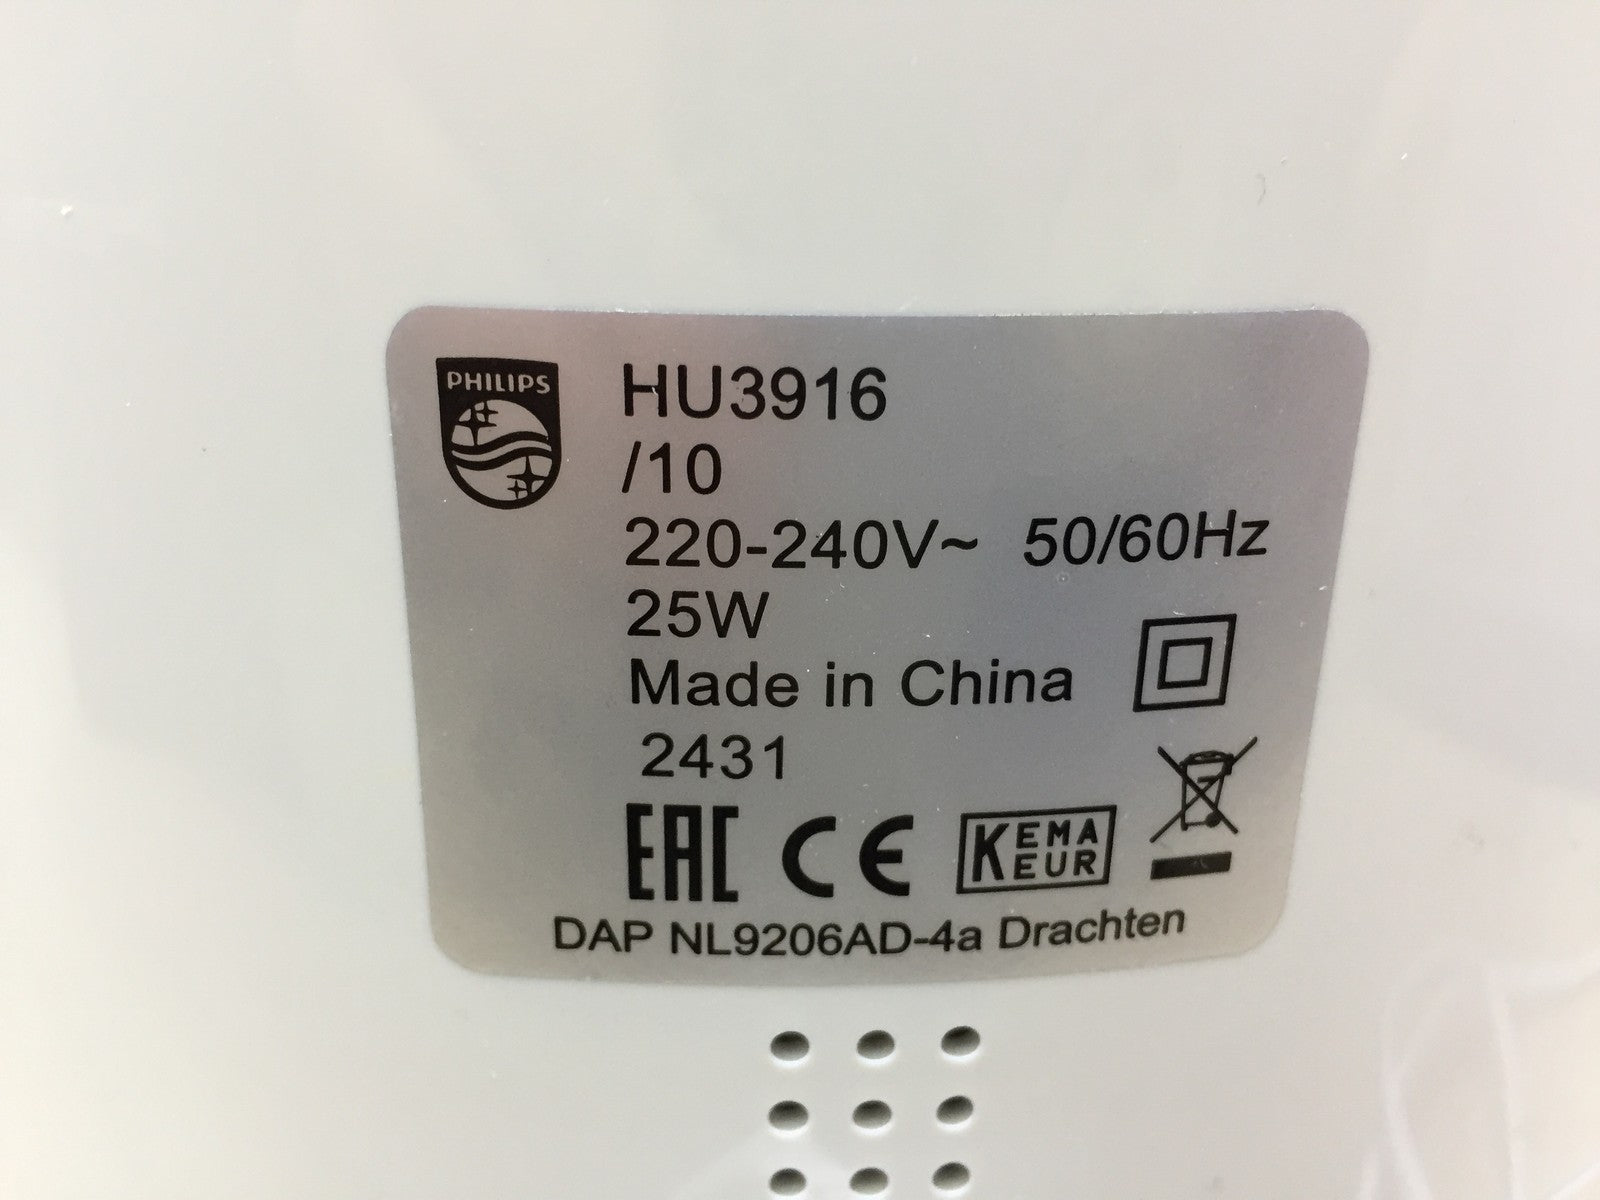 PHILIPS
HU3916
/10
220-240V~ 50/60Hz
25W
Made in China
2431
EAC CE KEMA KEUR
DAP NL9206AD-4a Drachten